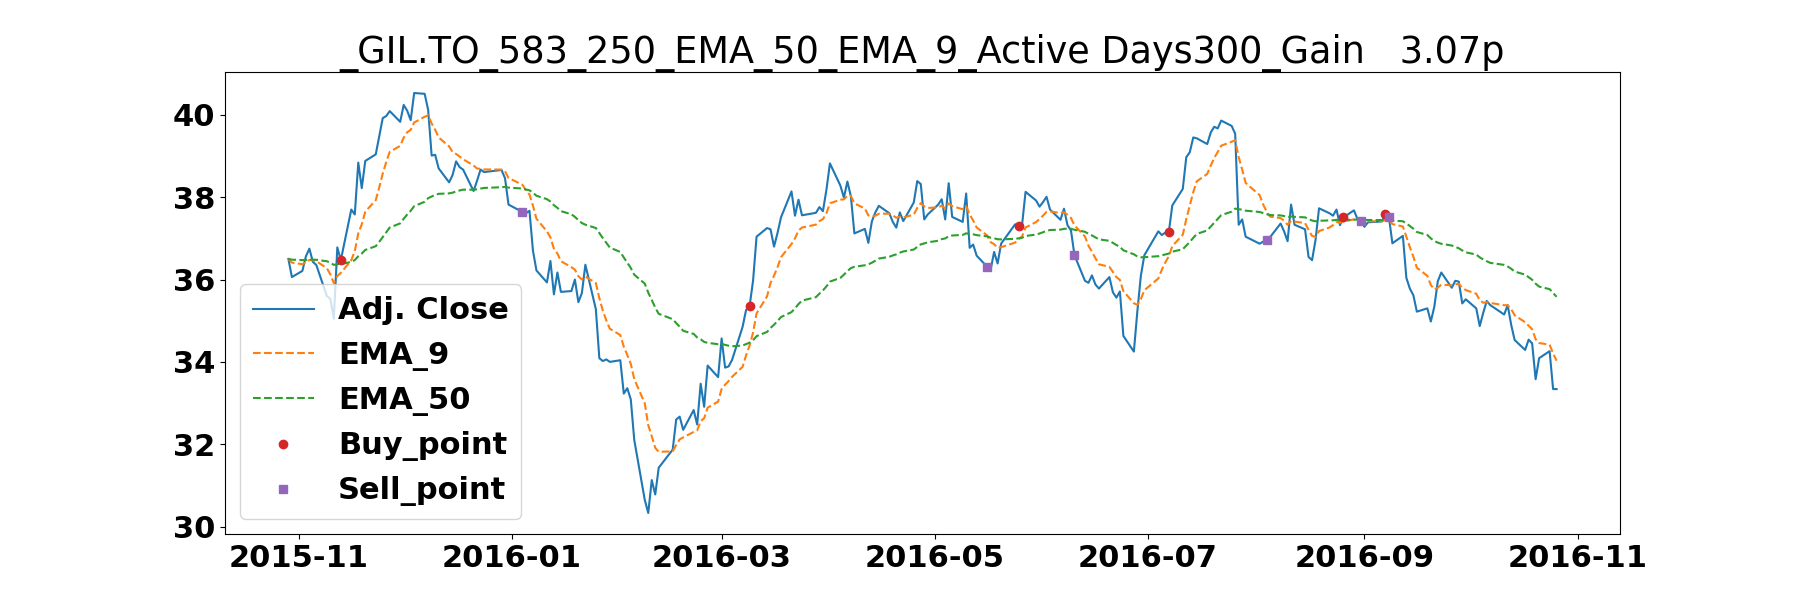 _GIL.TO_583_250_EMA_50_EMA_9_Active Days300_Gain   3.07p
40
38
36
34
32
30
Adj. Close
EMA_9
EMA_50
Buy_point
Sell_point
2015-11
2016-01
2016-03
2016-05
2016-07
2016-09
2016-11